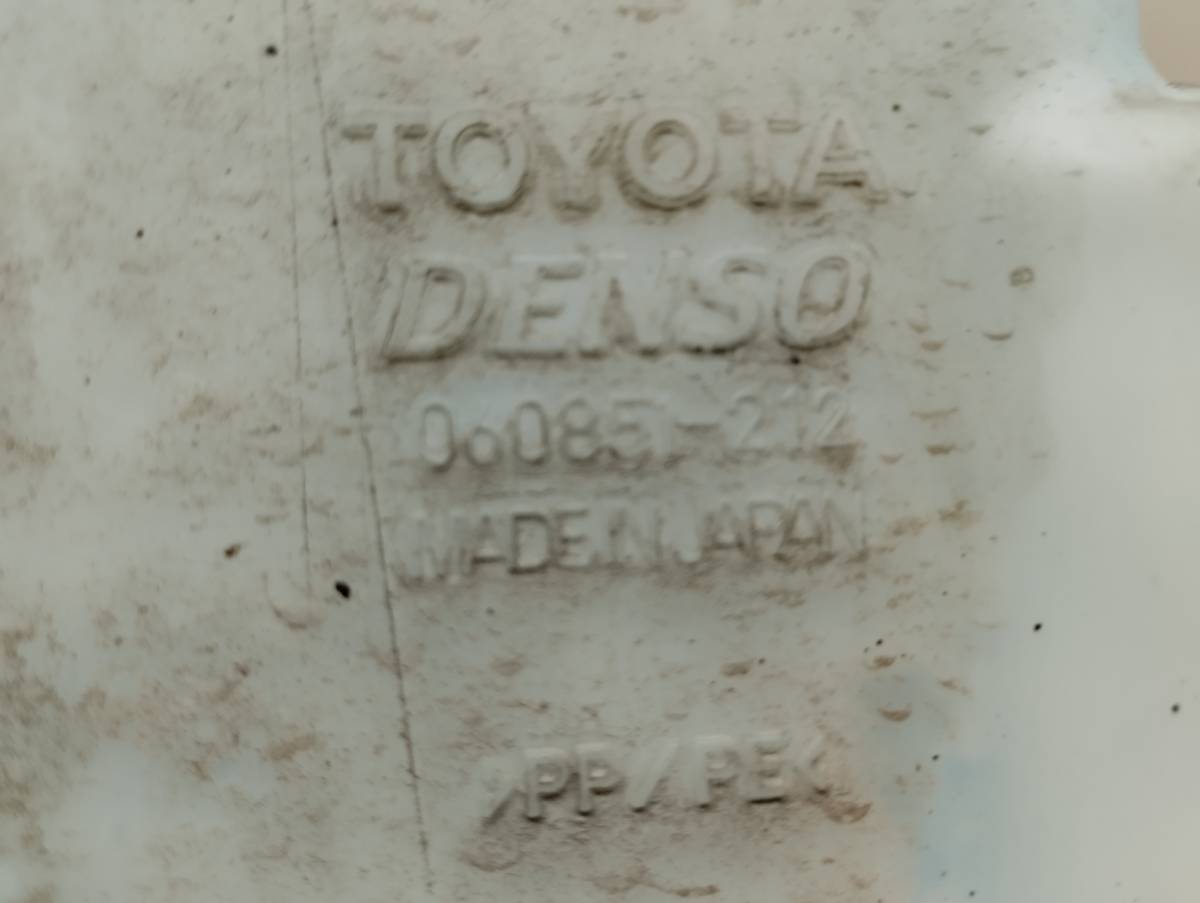 TOYOTA
DENSO
060851-212
MADE IN JAPAN
>PP/PE<